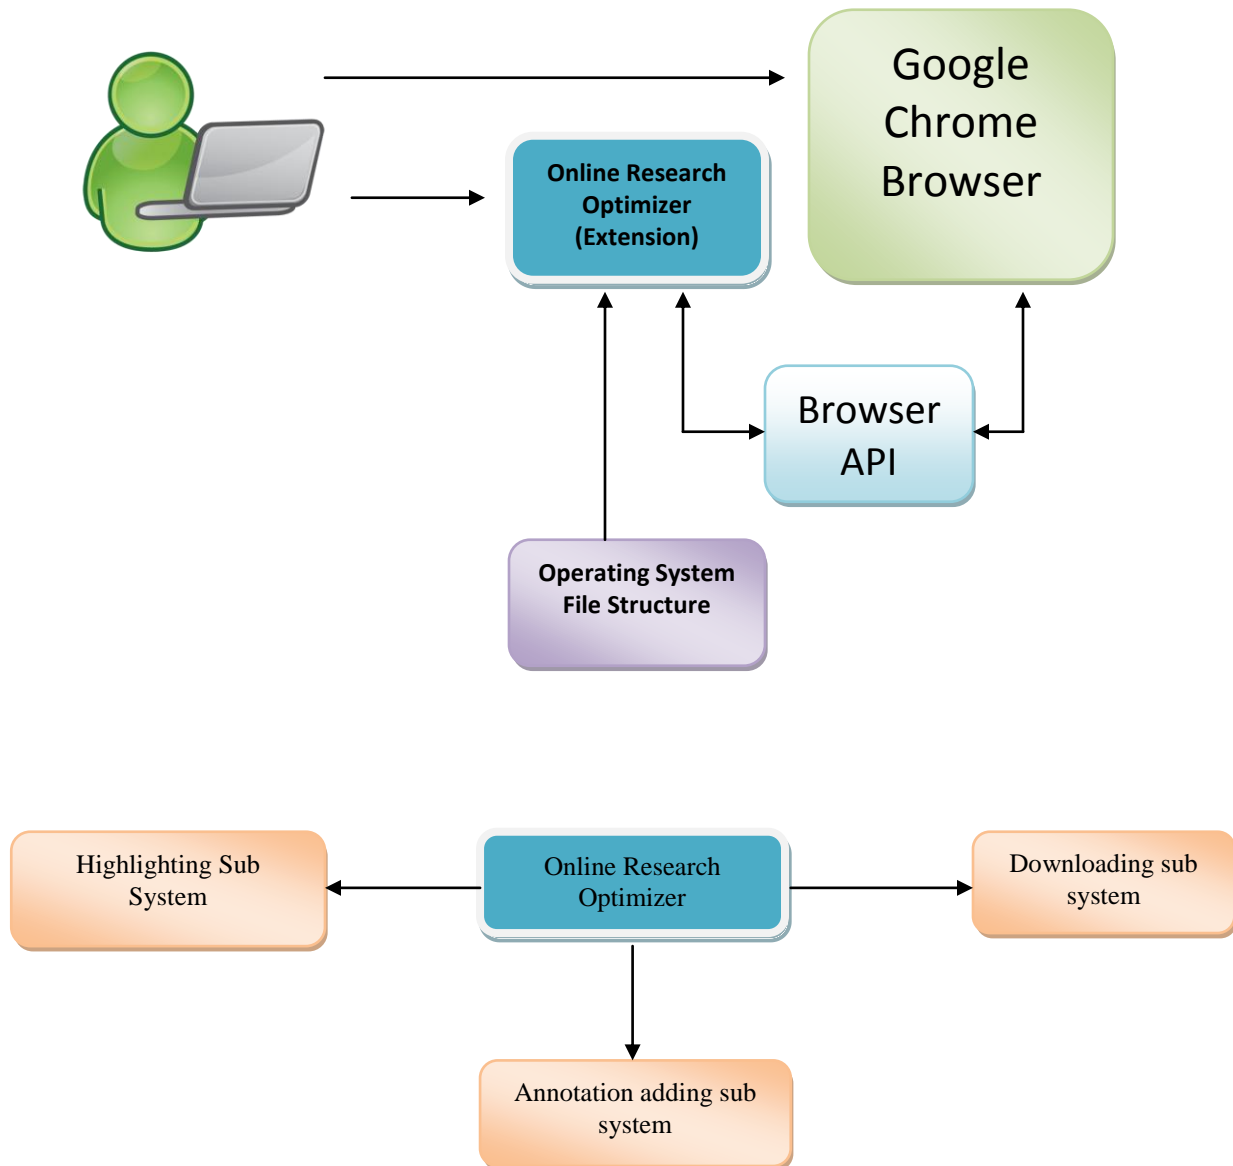 Google
Chrome
Browser
Online Research
Optimizer
(Extension)
Browser
API
Operating System
File Structure
Highlighting Sub
System
Online Research
Optimizer
Downloading sub
system
Annotation adding sub
system